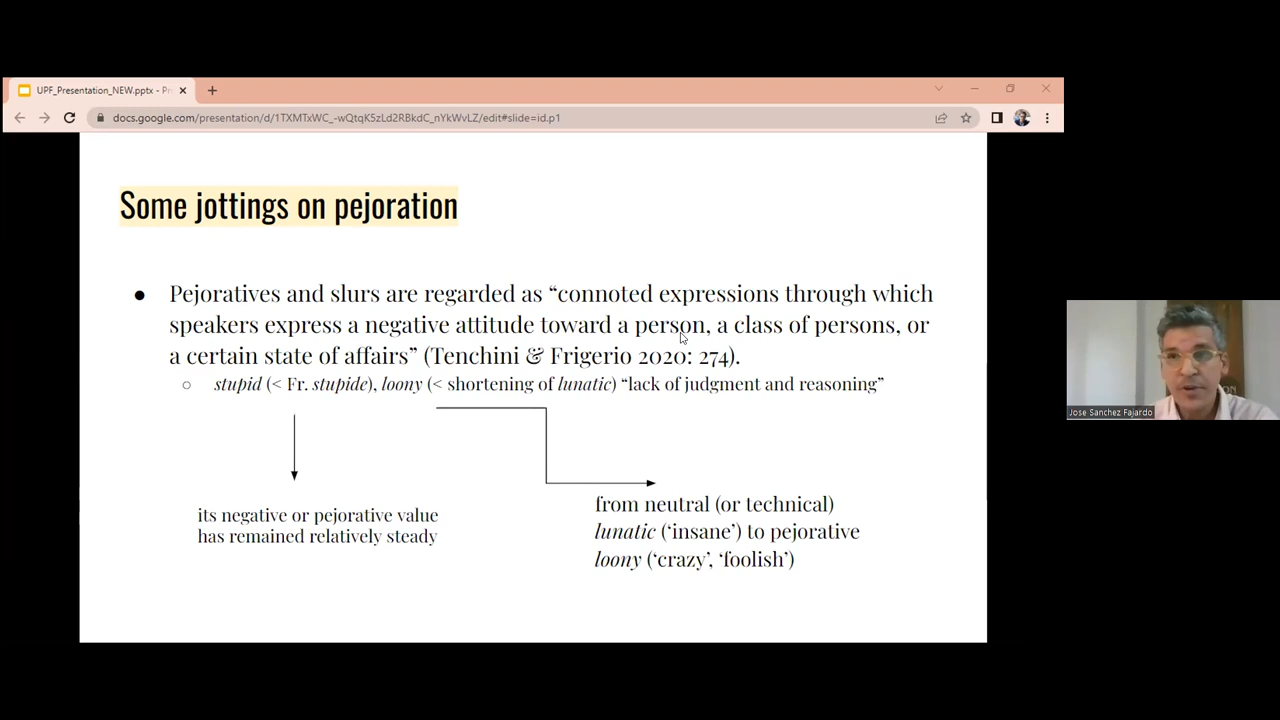 UPF_Presentation_NEW.pptx - Pr
docs.google.com/presentation/d/1TXMTxWC_-wQtqK5zLd2RBkdC_nYkWvLZ/edit#slide=id.p1
Some jottings on pejoration
● Pejoratives and slurs are regarded as “connoted expressions through which
speakers express a negative attitude toward a person, a class of persons, or
a certain state of affairs” (Tenchini & Frigerio 2020: 274).
○ stupid (< Fr. stupide), loony (< shortening of lunatic) “lack of judgment and reasoning”
its negative or pejorative value
has remained relatively steady
from neutral (or technical)
lunatic (‘insane’) to pejorative
loony (‘crazy’, ‘foolish’)
Jose Sanchez Fajardo